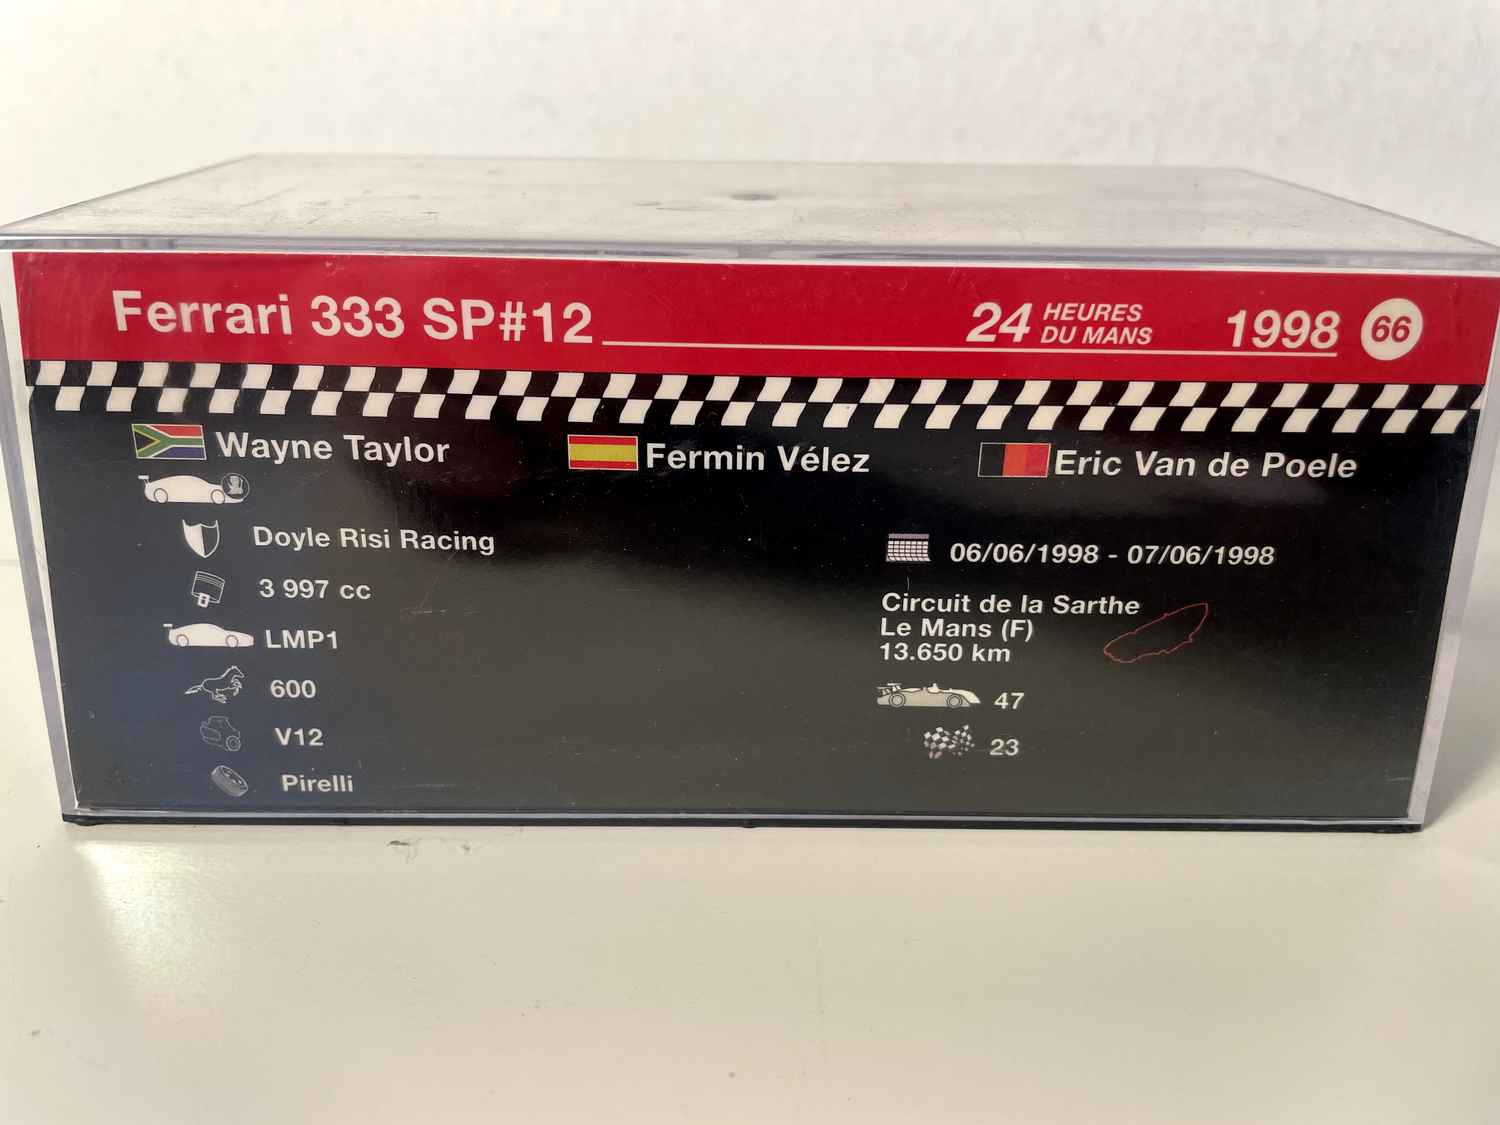 Ferrari 333 SP#12 24 HEURES DU MANS 1998 66
Wayne Taylor Fermin Vélez Eric Van de Poele
Doyle Risi Racing
3 997 cc
LMP1
600
V12
Pirelli
06/06/1998 - 07/06/1998
Circuit de la Sarthe
Le Mans (F)
13.650 km
47
23